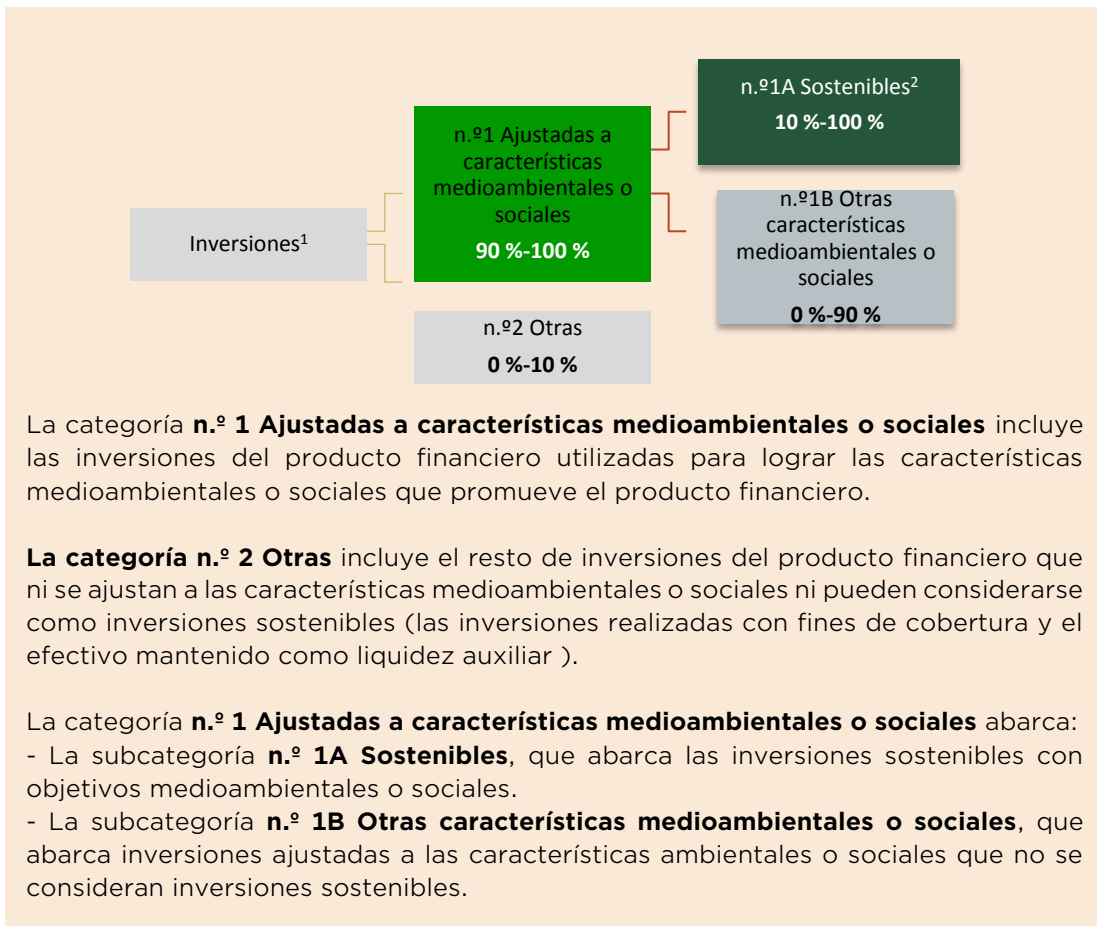 n.º1A Sostenibles²
10 %-100 %
n.º1 Ajustadas a
características
medioambientales o
sociales
90 %-100 %
n.º1B Otras
características
medioambientales o
sociales
0 %-90 %
Inversiones¹
n.º2 Otras
0 %-10 %
La categoría n.º 1 Ajustadas a características medioambientales o sociales incluye
las inversiones del producto financiero utilizadas para lograr las características
medioambientales o sociales que promueve el producto financiero.
La categoría n.º 2 Otras incluye el resto de inversiones del producto financiero que
ni se ajustan a las características medioambientales o sociales ni pueden considerarse
como inversiones sostenibles (las inversiones realizadas con fines de cobertura y el
efectivo mantenido como liquidez auxiliar ).
La categoría n.º 1 Ajustadas a características medioambientales o sociales abarca:
- La subcategoría n.º 1A Sostenibles, que abarca las inversiones sostenibles con
objetivos medioambientales o sociales.
- La subcategoría n.º 1B Otras características medioambientales o sociales, que
abarca inversiones ajustadas a las características ambientales o sociales que no se
consideran inversiones sostenibles.